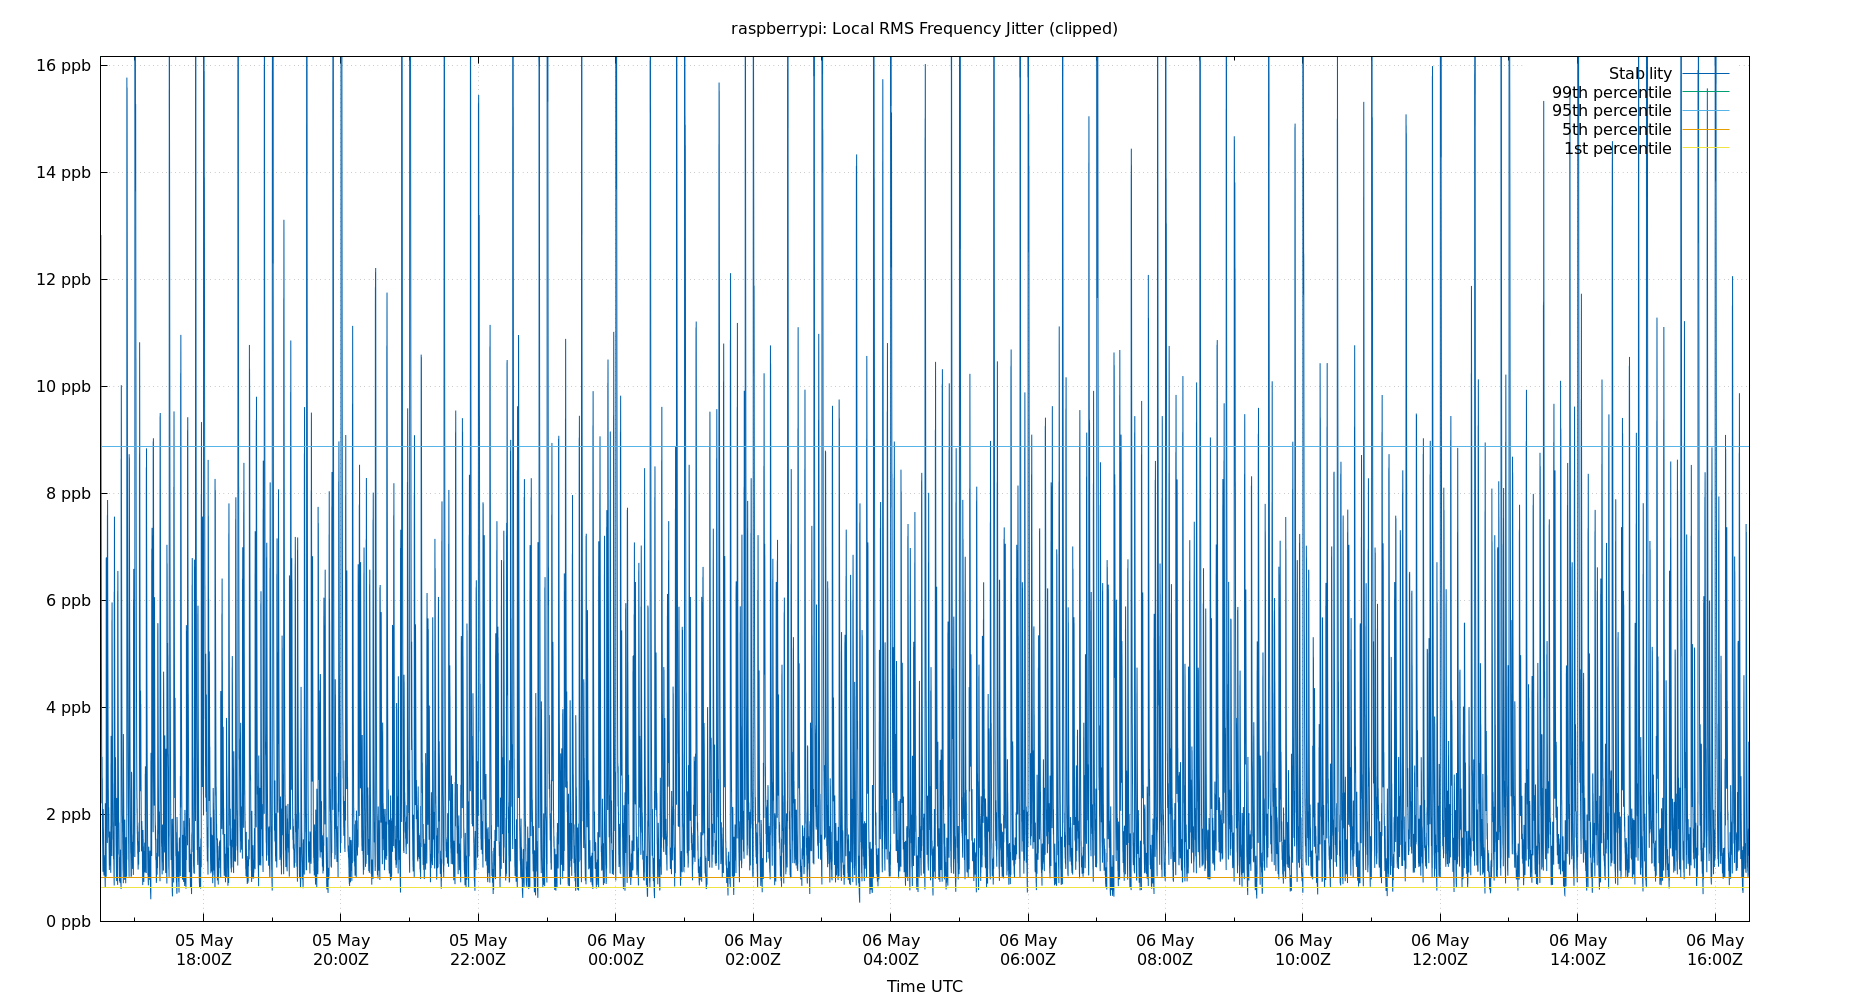 raspberrypi: Local RMS Frequency Jitter (clipped)
16 ppb
14 ppb
12 ppb
10 ppb
8 ppb
6 ppb
4 ppb
2 ppb
0 ppb
Stability
99th percentile
95th percentile
5th percentile
1st percentile
05 May 05 May 05 May 06 May 06 May 06 May 06 May 06 May 06 May 06 May 06 May 06 May
18:00Z 20:00Z 22:00Z 00:00Z 02:00Z 04:00Z 06:00Z 08:00Z 10:00Z 12:00Z 14:00Z 16:00Z
Time UTC